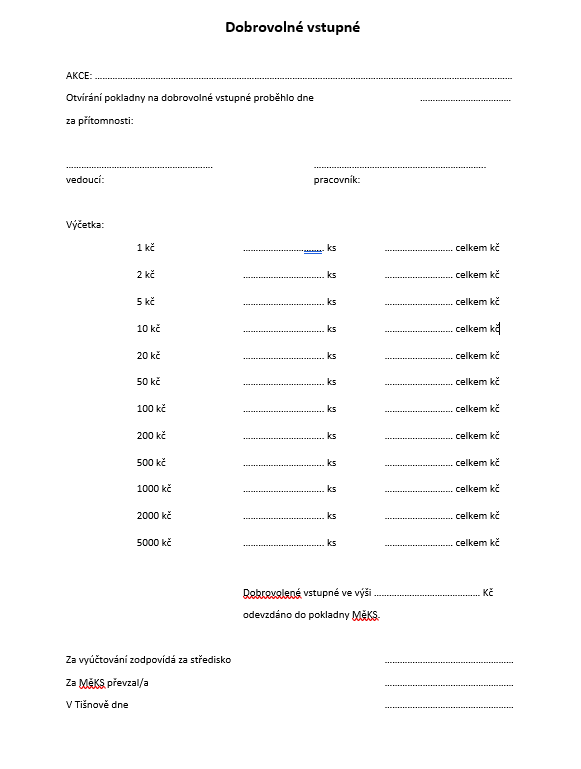 Dobrovolné vstupné
AKCE: ................................................................................................................................................
Otvírání pokladny na dobrovolné vstupné proběhlo dne ....................................
za přítomnosti:
.......................................................... ....................................................................
vedoucí: pracovník:
Výčetka:
1 kč ................................ ks ........................... celkem kč
2 kč ................................ ks ........................... celkem kč
5 kč ................................ ks ........................... celkem kč
10 kč ................................ ks ........................... celkem kč
20 kč ................................ ks ........................... celkem kč
50 kč ................................ ks ........................... celkem kč
100 kč ................................ ks ........................... celkem kč
200 kč ................................ ks ........................... celkem kč
500 kč ................................ ks ........................... celkem kč
1000 kč ................................ ks ........................... celkem kč
2000 kč ................................ ks ........................... celkem kč
5000 kč ................................ ks ........................... celkem kč
Dobrovolené vstupné ve výši .......................................... Kč
odevzdáno do pokladny MěKS.
Za vyúčtování zodpovídá za středisko ...................................................
Za MěKS převzal/a ...................................................
V Tišnově dne ...................................................